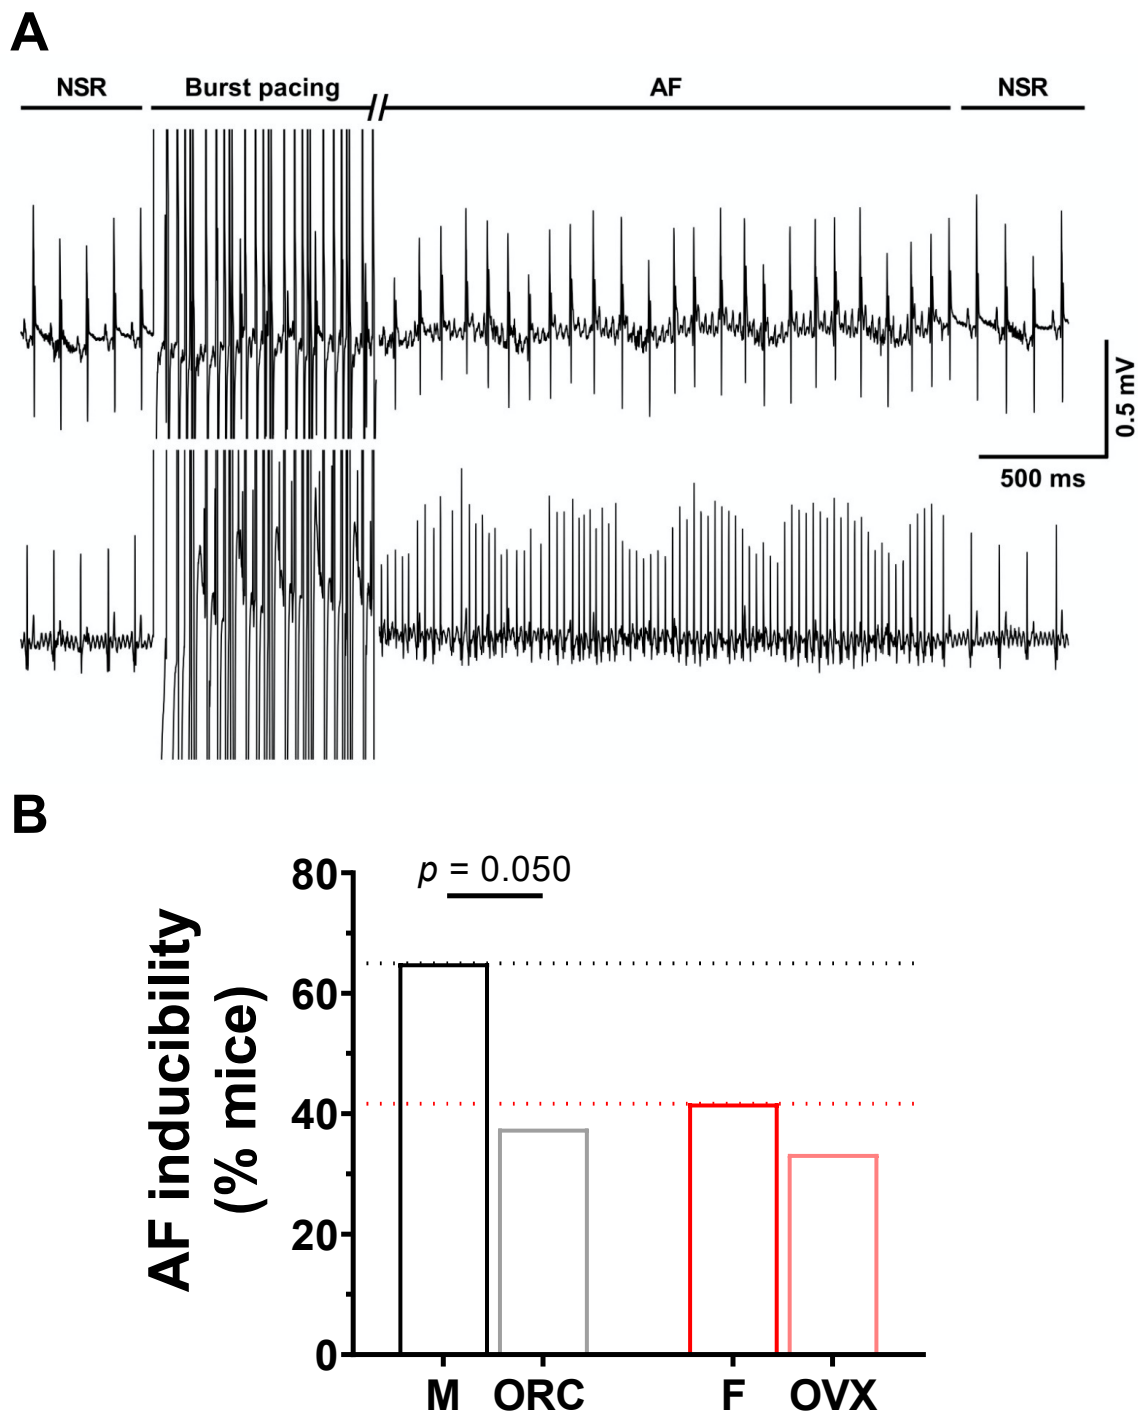 A
NSR Burst pacing AF NSR
0.5 mV
500 ms
B
AF inducibility
(% mice)
p = 0.050
80
60
40
20
0
M ORC F OVX